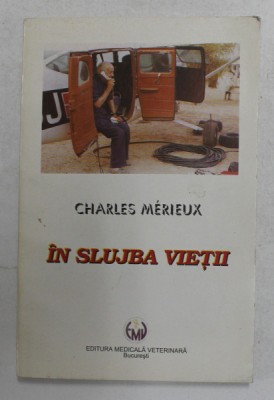 J
CHARLES MÉRIEUX
ÎN SLUJBA VIEȚII
EMV
EDITURA MEDICALĂ VETERINARĂ
București